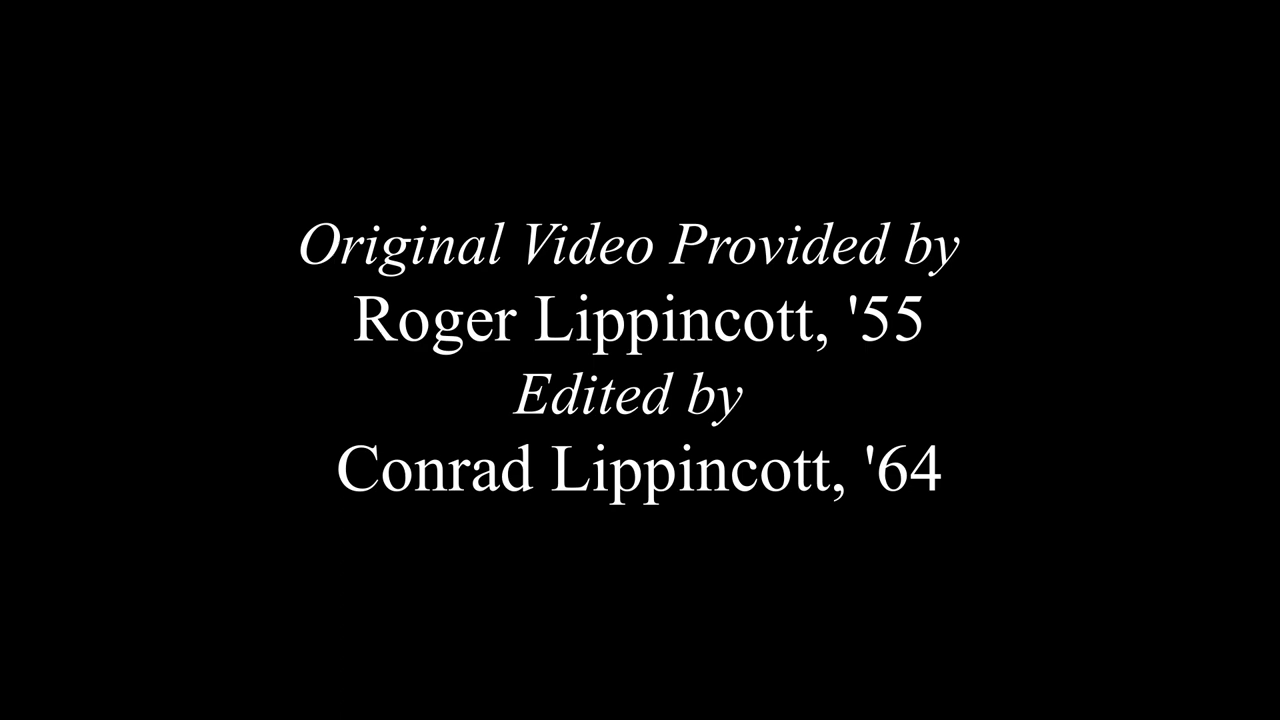 Original Video Provided by
Roger Lippincott, '55
Edited by
Conrad Lippincott, '64